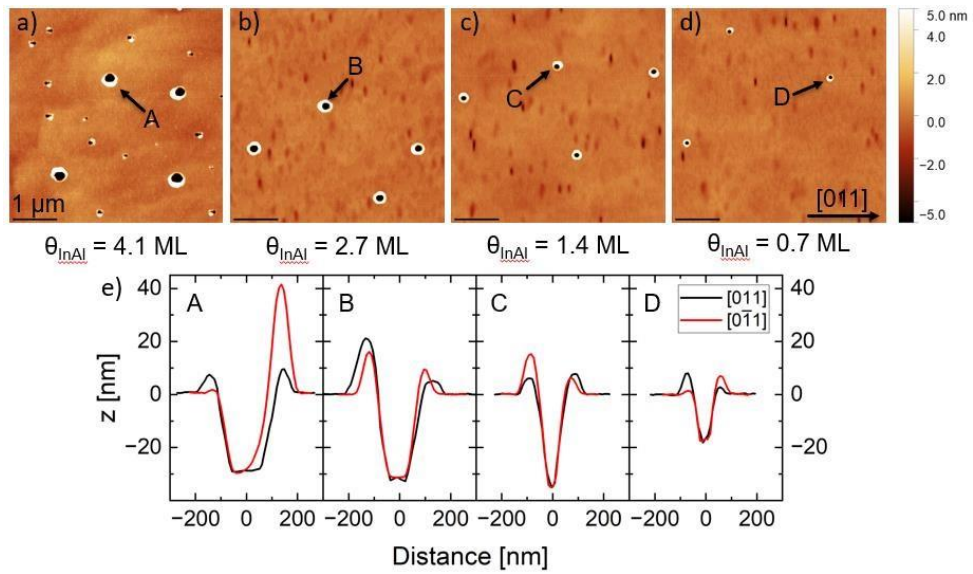 a) b) c) d) 5.0 nm
4.0
2.0
0.0
−2.0
−5.0
A B C D
1 µm [011]
θInAl = 4.1 ML θInAl = 2.7 ML θInAl = 1.4 ML θInAl = 0.7 ML
e)
A B C D
[011]
[01̄1]
z [nm]
40 40
20 20
0 0
−20 −20
−200 0 200 −200 0 200 −200 0 200 −200 0 200
Distance [nm]